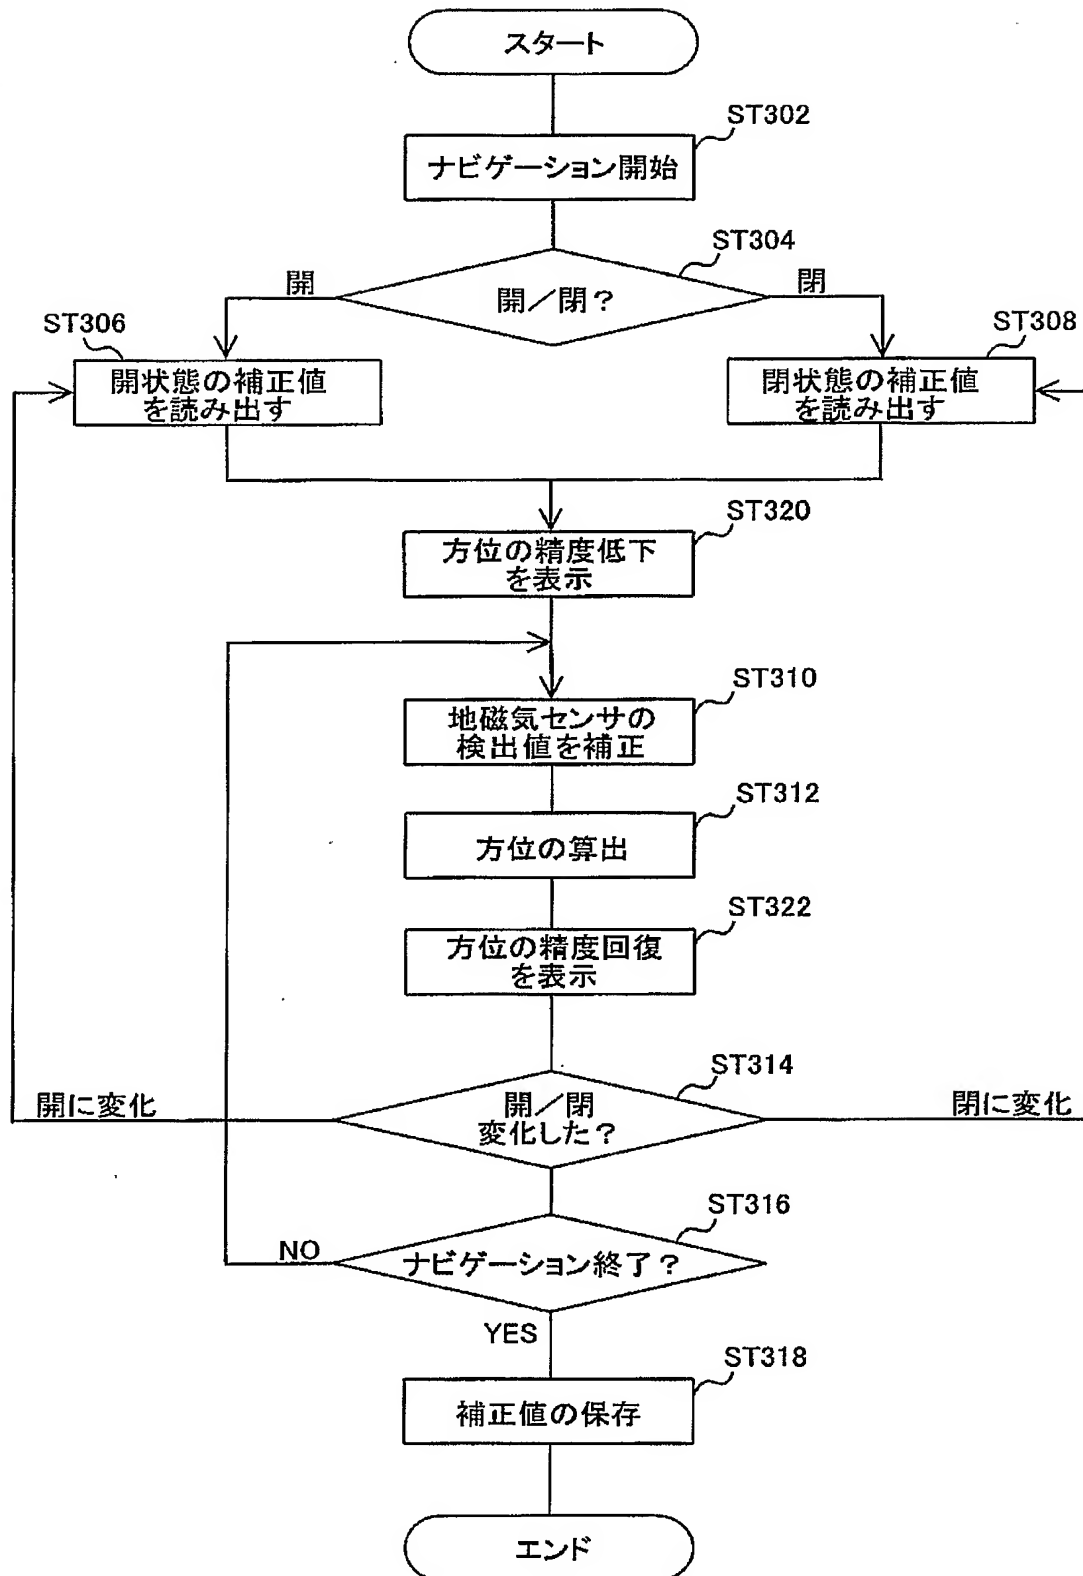 スタート
ST302
ナビゲーション開始
ST304
開／閉？
開
閉
ST306
開状態の補正値
を読み出す
ST308
閉状態の補正値
を読み出す
ST320
方位の精度低下
を表示
ST310
地磁気センサの
検出値を補正
ST312
方位の算出
ST322
方位の精度回復
を表示
ST314
開／閉
変化した？
開に変化
閉に変化
ST316
ナビゲーション終了？
NO
YES
ST318
補正値の保存
エンド